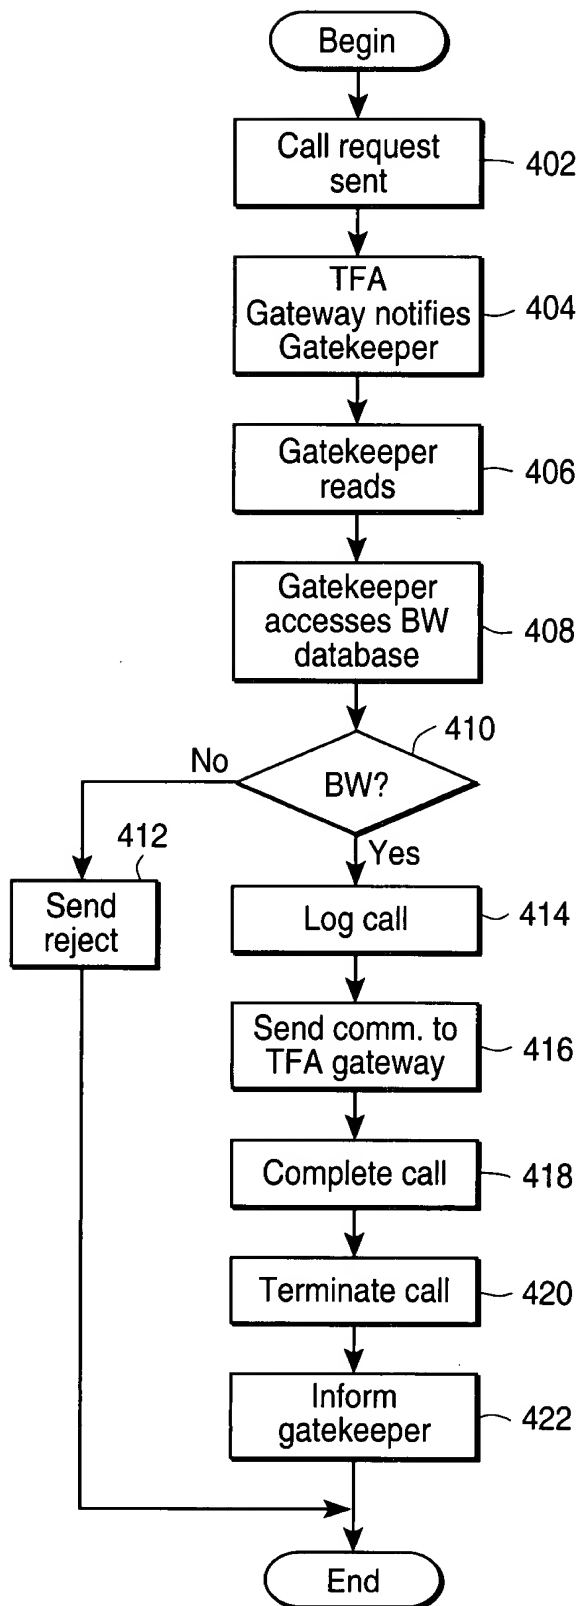 Begin
Call request
sent
402
TFA
Gateway notifies
Gatekeeper
404
Gatekeeper
reads
406
Gatekeeper
accesses BW
database
408
410
No
BW?
Yes
412
Send
reject
Log call
414
Send comm. to
TFA gateway
416
Complete call
418
Terminate call
420
Inform
gatekeeper
422
End